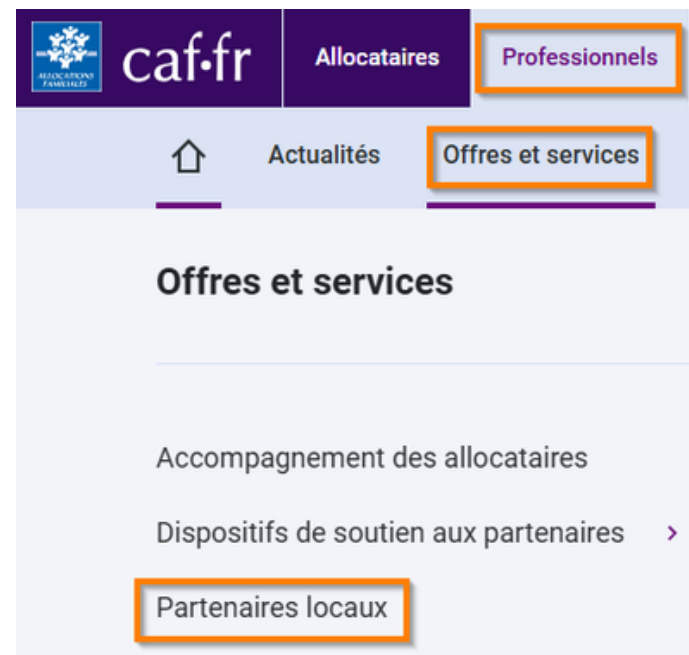 ALLOCATIONS
FAMILIALES
caf·fr
Allocataires
Professionnels
Actualités
Offres et services
Offres et services
Accompagnement des allocataires
Dispositifs de soutien aux partenaires
Partenaires locaux